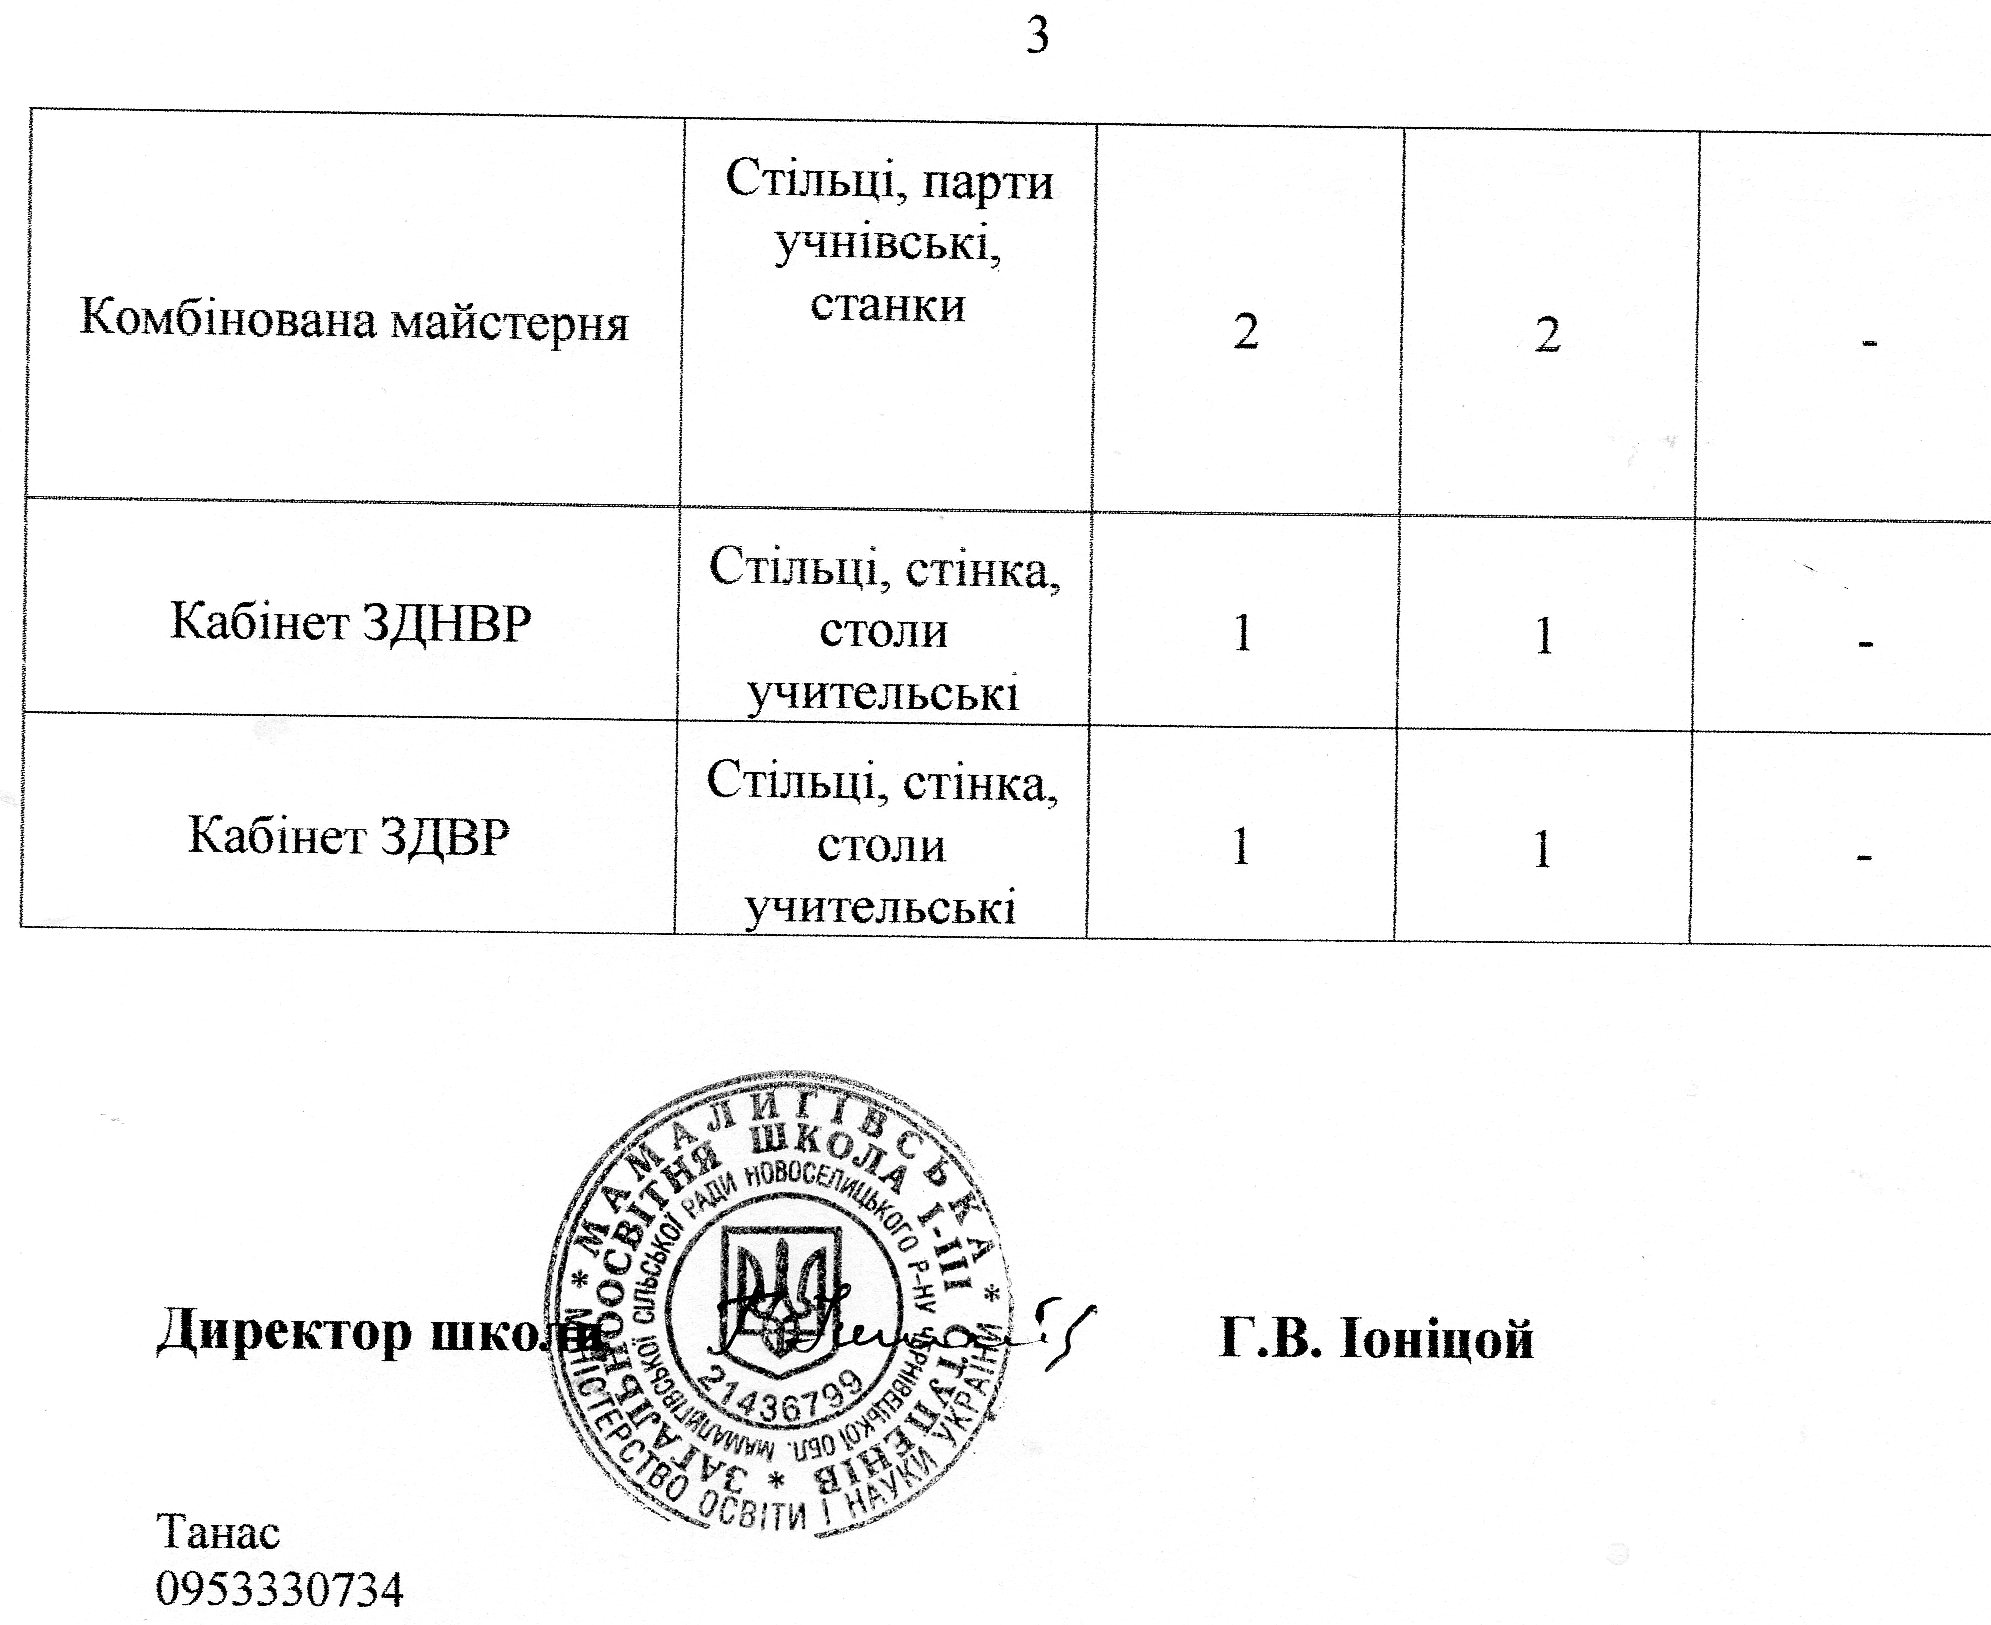 3
Стільці, парти
учнівські,
станки
Комбінована майстерня
2
2
-
Стільці, стінка,
столи
учительські
Кабінет ЗДНВР
1
1
-
Стільці, стінка,
столи
учительські
Кабінет ЗДВР
1
1
-
* МАМАЛИГІВСЬКА *
МІНІСТЕРСТВО ОСВІТИ І НАУКИ УКРАЇНИ
ЗАГАЛЬНООСВІТНЯ ШКОЛА І-ІІІ СТУПЕНІВ *
МАМАЛИГІВСЬКОЇ СІЛЬСЬКОЇ РАДИ НОВОСЕЛИЦЬКОГО Р-НУ ЧЕРНІВЕЦЬКОЇ ОБЛ.
21436799
Директор школи
Г.В. Іоніцой
Танас
0953330734